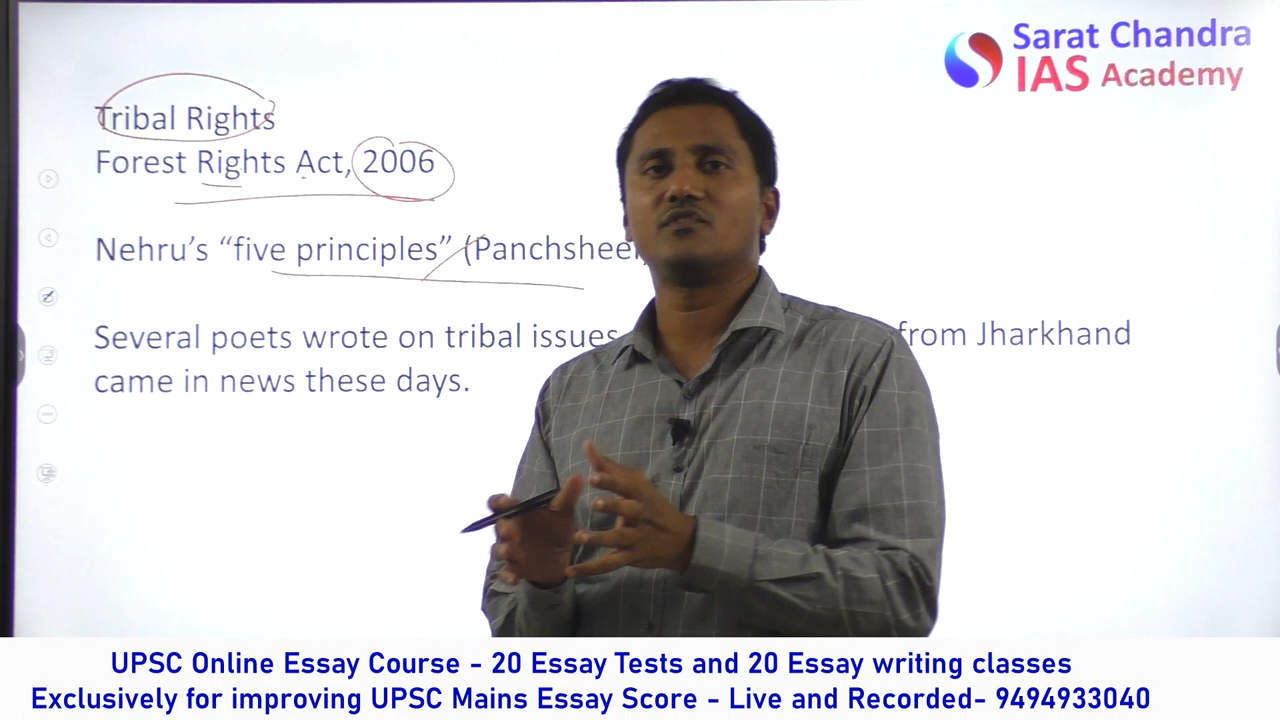 Sarat Chandra
IAS Academy
Tribal Rights
Forest Rights Act, 2006
Nehru's “five principles” (Panchsheel
Several poets wrote on tribal issues from Jharkhand
came in news these days.
UPSC Online Essay Course - 20 Essay Tests and 20 Essay writing classes
Exclusively for improving UPSC Mains Essay Score - Live and Recorded- 9494933040